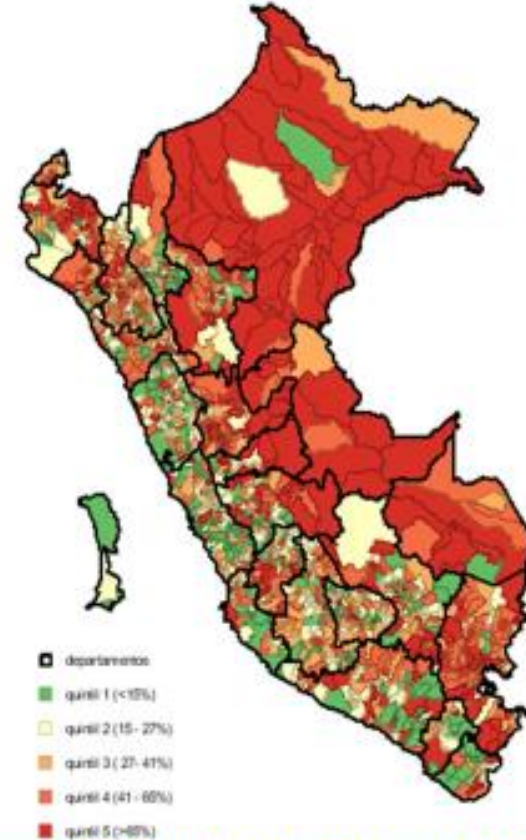 departamentos
quintil 1 (<15%)
quintil 2 (15 - 27%)
quintil 3 ( 27- 41%)
quintil 4 (41 - 65%)
quintil 5 (>65%)